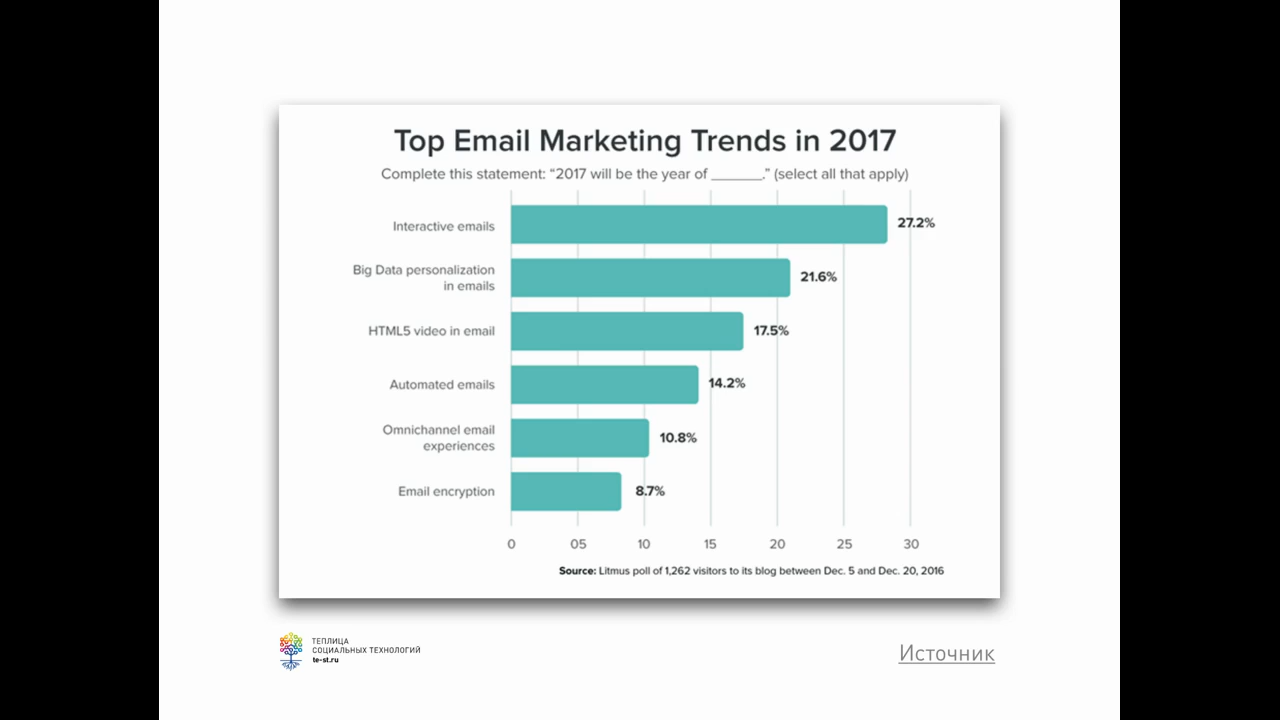 Top Email Marketing Trends in 2017
Complete this statement: “2017 will be the year of ______.” (select all that apply)
Interactive emails
27.2%
Big Data personalization
in emails
21.6%
HTML5 video in email
17.5%
Automated emails
14.2%
Omnichannel email
experiences
10.8%
Email encryption
8.7%
0 05 10 15 20 25 30
Source: Litmus poll of 1,262 visitors to its blog between Dec. 5 and Dec. 20, 2016
ТЕПЛИЦА
СОЦИАЛЬНЫХ ТЕХНОЛОГИЙ
te-st.ru
Источник